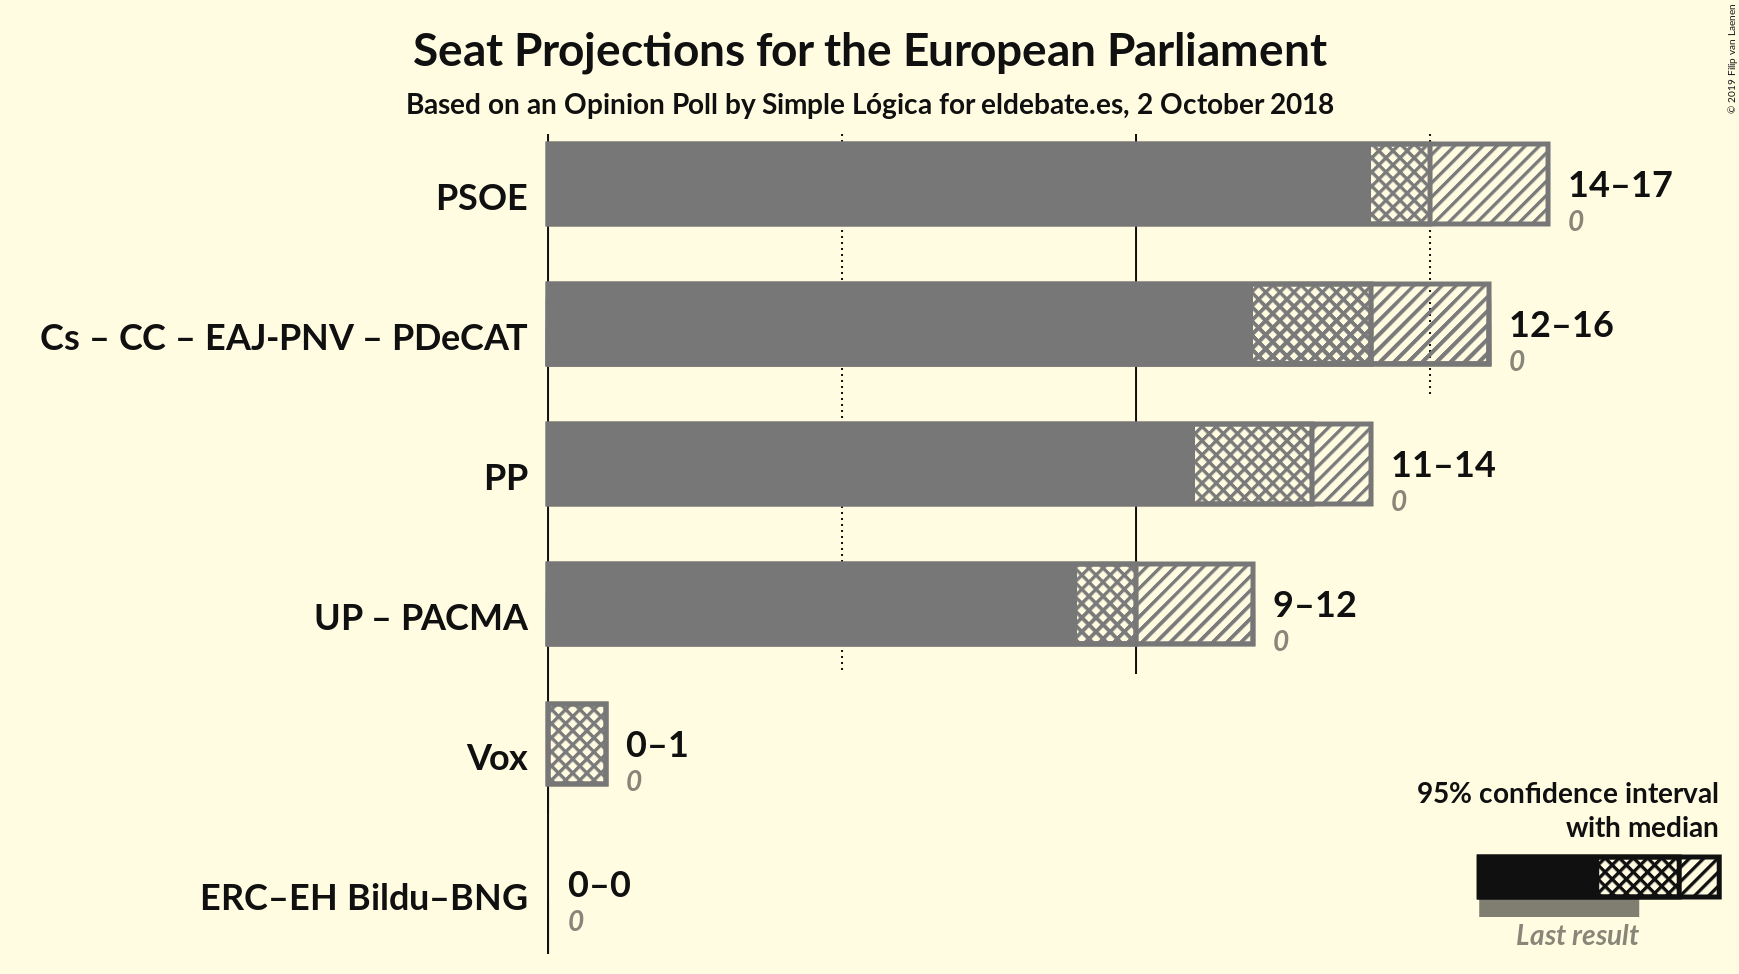 Seat Projections for the European Parliament
Based on an Opinion Poll by Simple Lógica for eldebate.es, 2 October 2018
© 2019 Filip van Laenen
PSOE
14–17
0
Cs – CC – EAJ-PNV – PDeCAT
12–16
0
PP
11–14
0
UP – PACMA
9–12
0
Vox
0–1
0
ERC–EH Bildu–BNG
0–0
0
95% confidence interval
with median
Last result